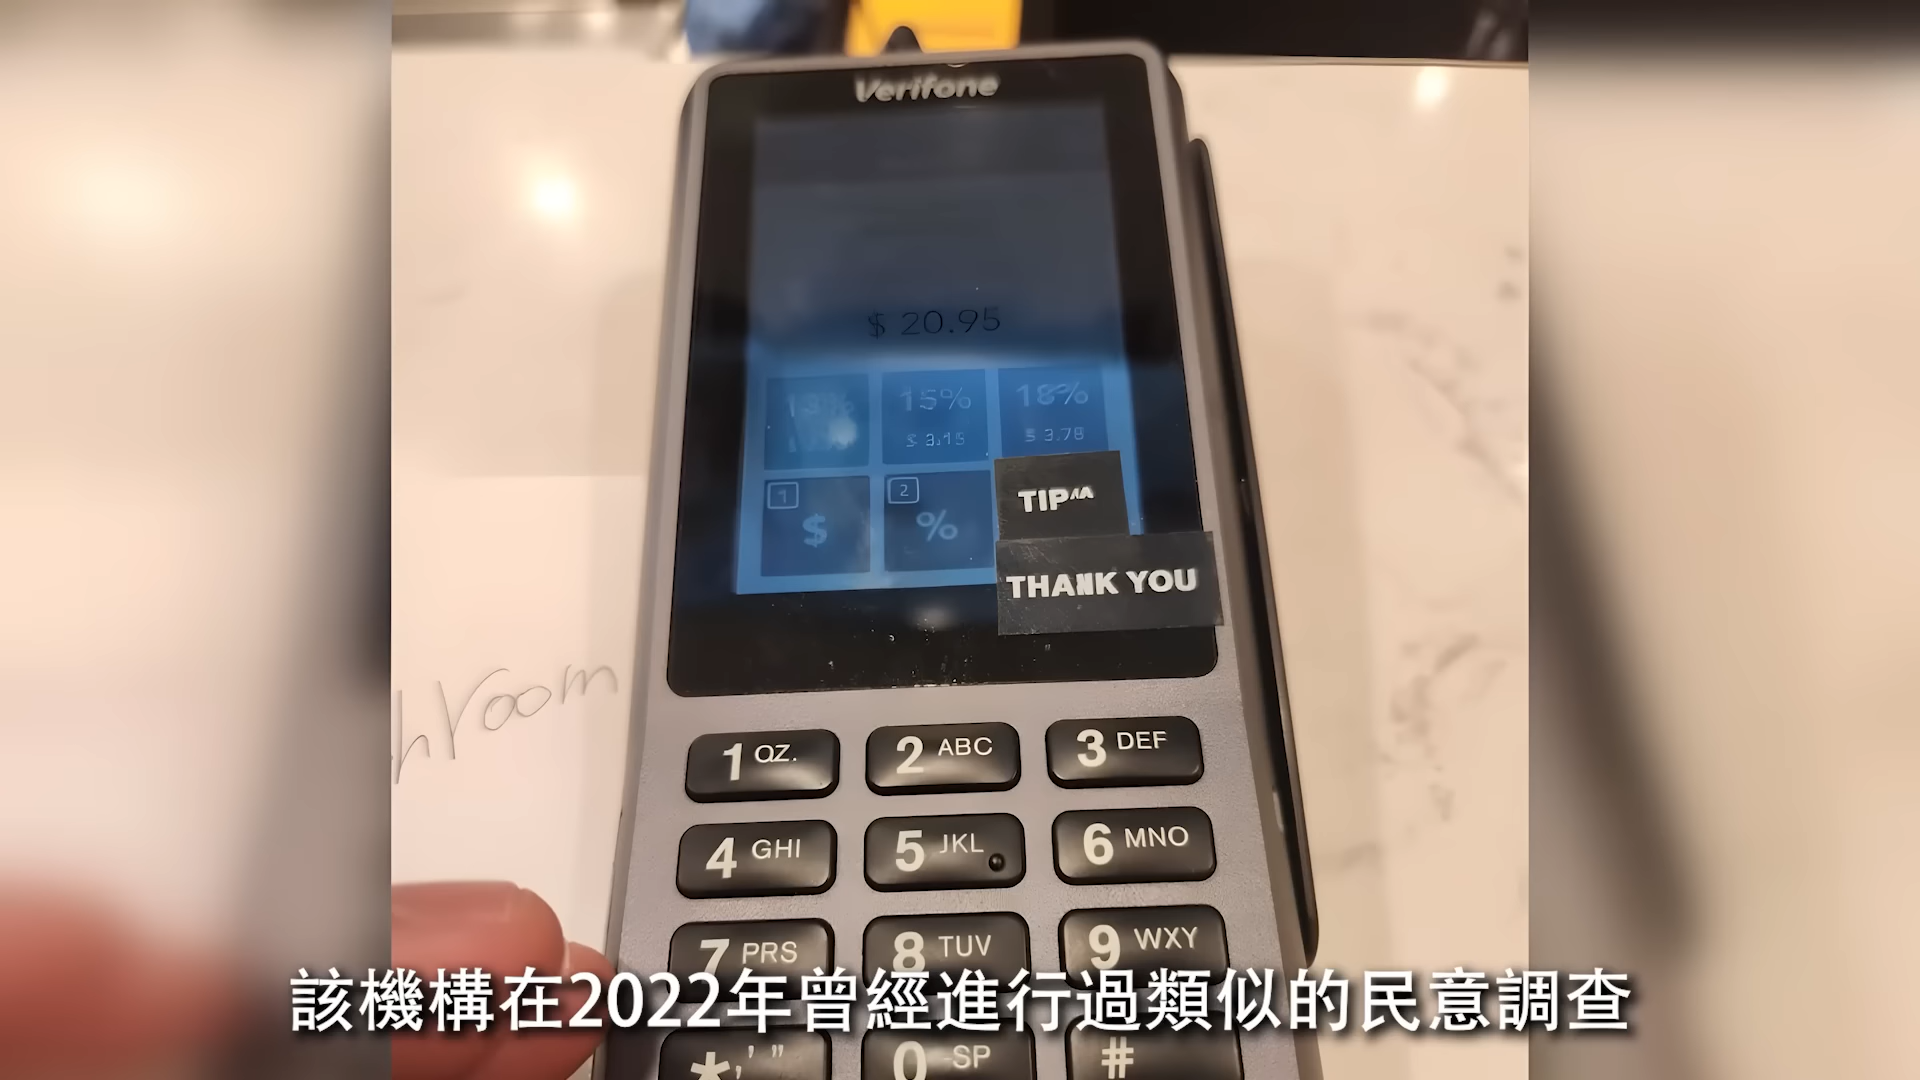 Verifone
$ 20.95
15% 18%
$ 3.15 $ 3.78
1 2
$ %
TIP
THANK YOU
room
1 QZ. 2 ABC 3 DEF
4 GHI 5 JKL 6 MNO
7 PRS 8 TUV 9 WXY
*,'" 0 -SP #
該機構在2022年曾經進行過類似的民意調查